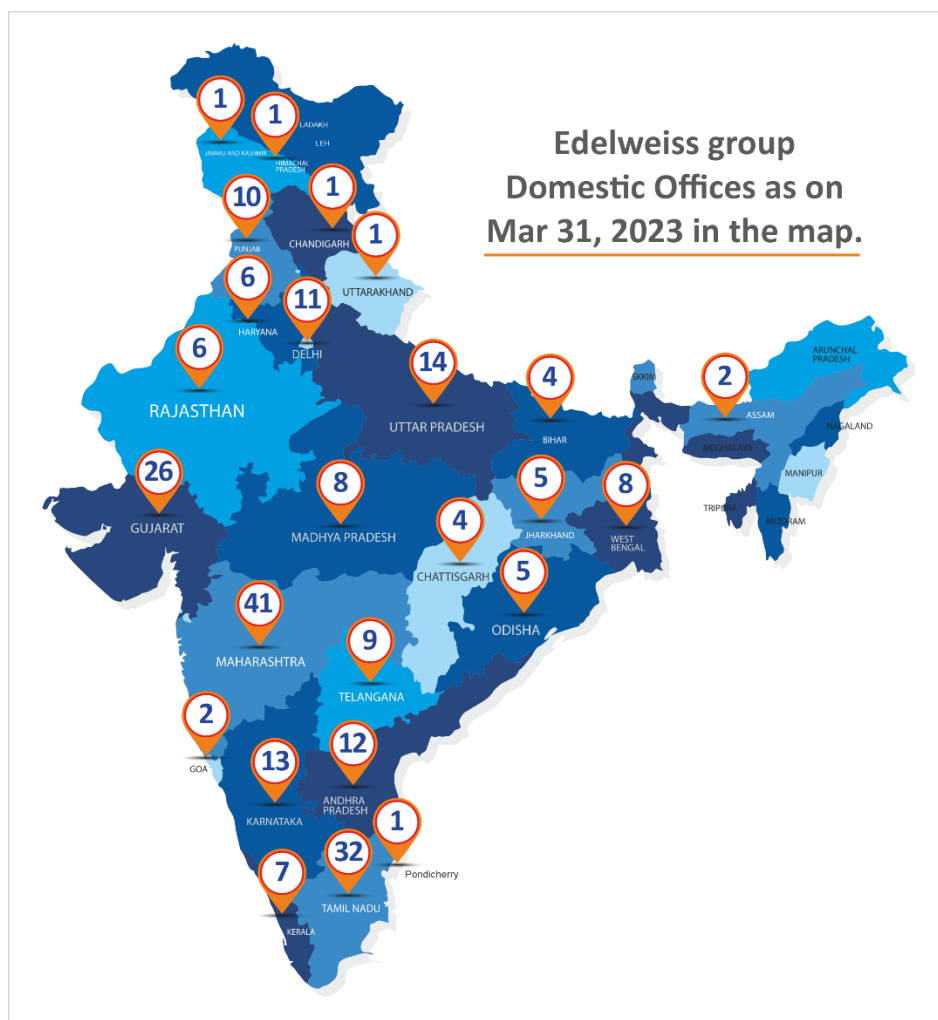 Edelweiss group
Domestic Offices as on
Mar 31, 2023 in the map.
1
1
LADAKH
LEH
JAMMU AND KASHMIR
HIMACHAL
PRADESH
1
10
CHANDIGARH
PUNJAB
1
UTTARAKHAND
6
HARYANA
11
DELHI
6
RAJASTHAN
14
UTTAR PRADESH
4
BIHAR
SKKIM
2
ASSAM
ARUNCHAL
PRADESH
NAGALAND
MEGHALAYA
MANIPUR
TRIPURA
MIZORAM
26
GUJARAT
8
MADHYA PRADESH
5
JHARKHAND
8
WEST
BENGAL
4
CHATTISGARH
5
ODISHA
41
MAHARASHTRA
9
TELANGANA
2
GOA
13
KARNATAKA
12
ANDHRA
PRADESH
1
Pondicherry
7
KERALA
32
TAMIL NADU